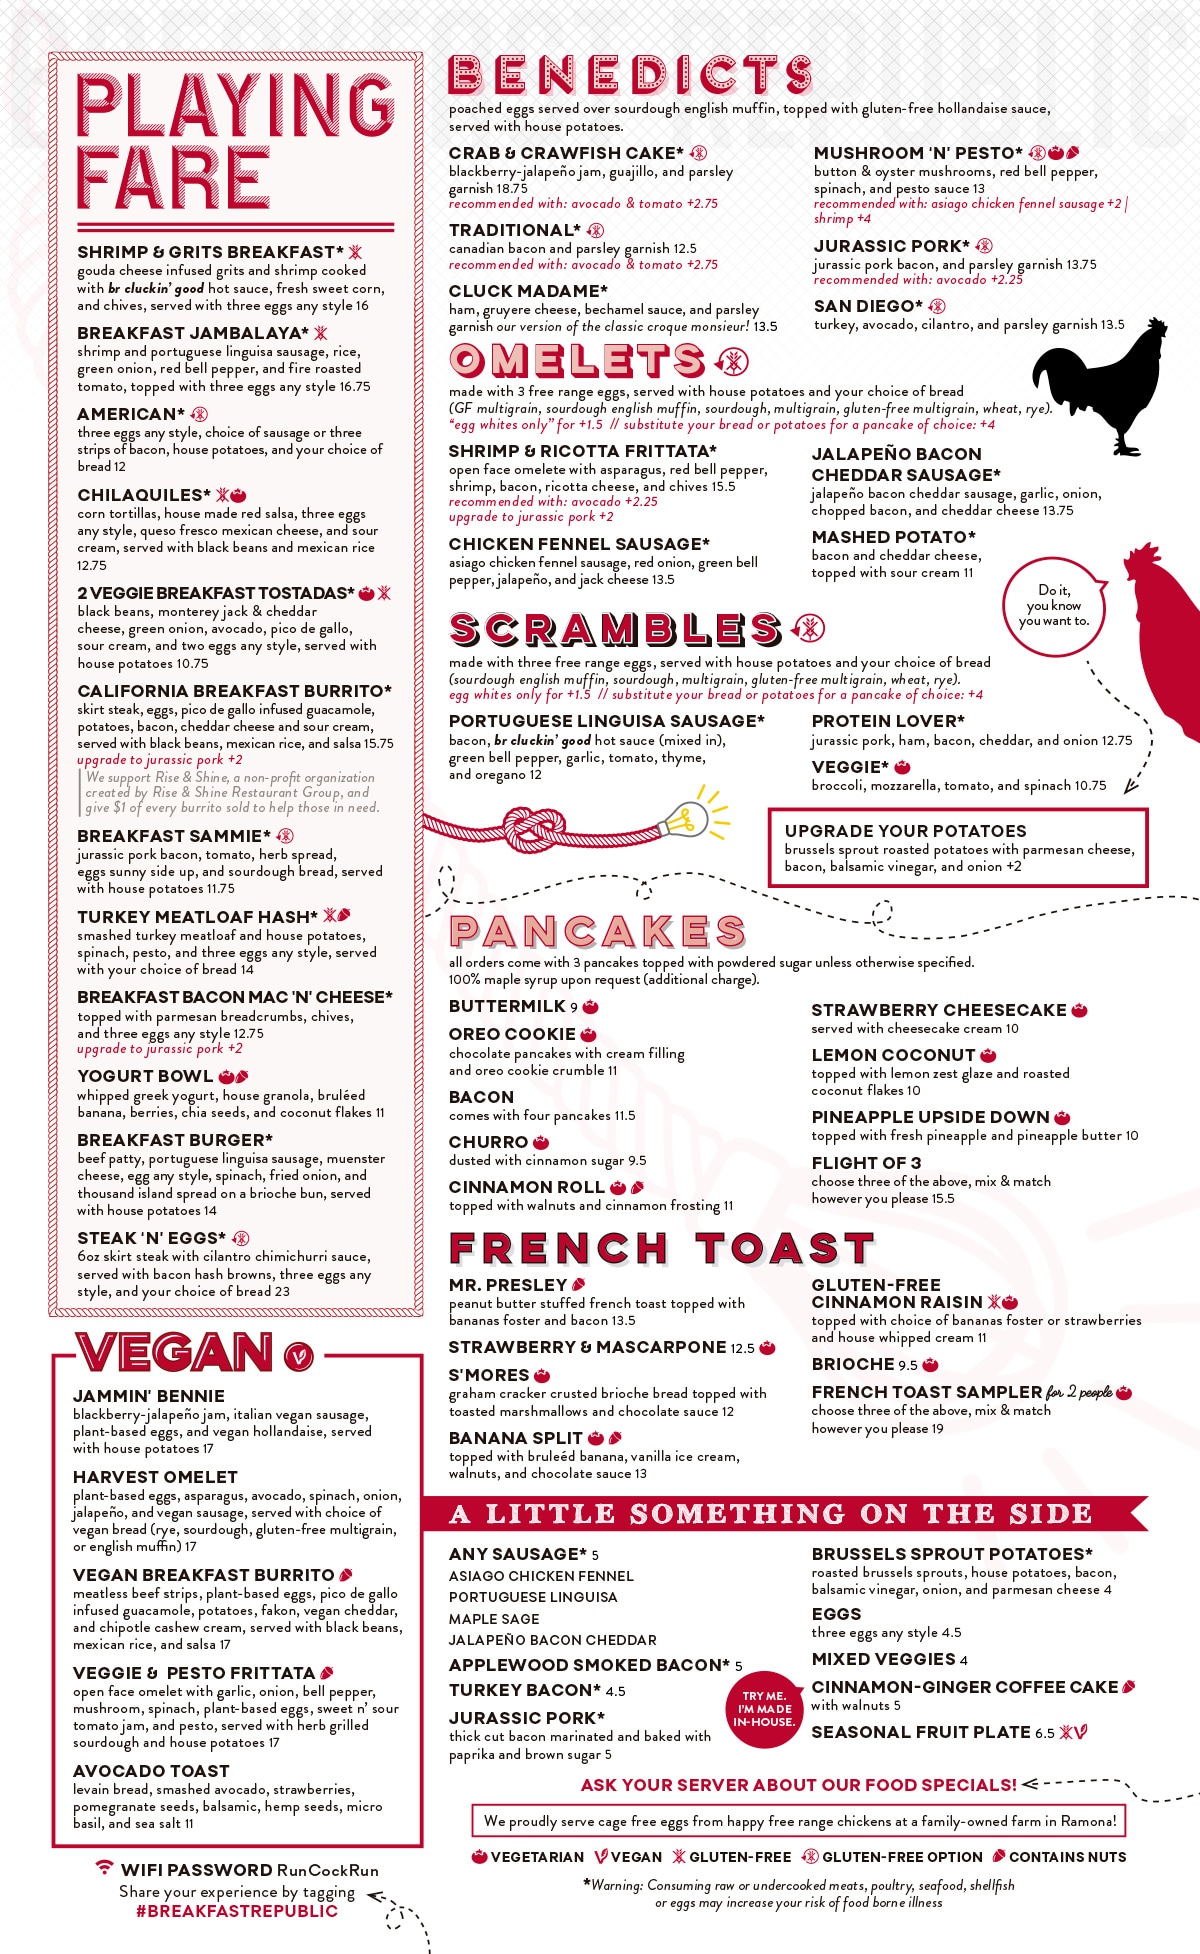 PLAYING
FARE
SHRIMP & GRITS BREAKFAST*
gouda cheese infused grits and shrimp cooked
with br cluckin' good hot sauce, fresh sweet corn,
and chives, served with three eggs any style 16
BREAKFAST JAMBALAYA*
shrimp and portuguese linguisa sausage, rice,
green onion, red bell pepper, and fire roasted
tomato, topped with three eggs any style 16.75
AMERICAN*
three eggs any style, choice of sausage or three
strips of bacon, house potatoes, and your choice of
bread 12
CHILAQUILES*
corn tortillas, house made red salsa, three eggs
any style, queso fresco mexican cheese, and sour
cream, served with black beans and mexican rice
12.75
2 VEGGIE BREAKFAST TOSTADAS*
black beans, monterey jack & cheddar
cheese, green onion, avocado, pico de gallo,
sour cream, and two eggs any style, served with
house potatoes 10.75
CALIFORNIA BREAKFAST BURRITO*
skirt steak, eggs, pico de gallo infused guacamole,
potatoes, bacon, cheddar cheese and sour cream,
served with black beans, mexican rice, and salsa 15.75
upgrade to jurassic pork +2
We support Rise & Shine, a non-profit organization
created by Rise & Shine Restaurant Group, and
give $1 of every burrito sold to help those in need.
BREAKFAST SAMMIE*
jurassic pork bacon, tomato, herb spread,
eggs sunny side up, and sourdough bread, served
with house potatoes 11.75
TURKEY MEATLOAF HASH*
smashed turkey meatloaf and house potatoes,
spinach, pesto, and three eggs any style, served
with your choice of bread 14
BREAKFAST BACON MAC 'N' CHEESE*
topped with parmesan breadcrumbs, chives,
and three eggs any style 12.75
upgrade to jurassic pork +2
YOGURT BOWL
whipped greek yogurt, house granola, bruléed
banana, berries, chia seeds, and coconut flakes 11
BREAKFAST BURGER*
beef patty, portuguese linguisa sausage, muenster
cheese, egg any style, spinach, fried onion, and
thousand island spread on a brioche bun, served
with house potatoes 14
STEAK 'N' EGGS*
6oz skirt steak with cilantro chimichurri sauce,
served with bacon hash browns, three eggs any
style, and your choice of bread 23
VEGAN V
JAMMIN' BENNIE
blackberry-jalapeño jam, italian vegan sausage,
plant-based eggs, and vegan hollandaise, served
with house potatoes 17
HARVEST OMELET
plant-based eggs, asparagus, avocado, spinach, onion,
jalapeño, and vegan sausage, served with choice of
vegan bread (rye, sourdough, gluten-free multigrain,
or english muffin) 17
VEGAN BREAKFAST BURRITO
meatless beef strips, plant-based eggs, pico de gallo
infused guacamole, potatoes, fakon, vegan cheddar,
and chipotle cashew cream, served with black beans,
mexican rice, and salsa 17
VEGGIE & PESTO FRITTATA
open face omelet with garlic, onion, bell pepper,
mushroom, spinach, plant-based eggs, sweet n' sour
tomato jam, and pesto, served with herb grilled
sourdough and house potatoes 17
AVOCADO TOAST
levain bread, smashed avocado, strawberries,
pomegranate seeds, balsamic, hemp seeds, micro
basil, and sea salt 11
WIFI PASSWORD RunCockRun
Share your experience by tagging
#BREAKFASTREPUBLIC
BENEDICTS
poached eggs served over sourdough english muffin, topped with gluten-free hollandaise sauce,
served with house potatoes.
CRAB & CRAWFISH CAKE*
blackberry-jalapeño jam, guajillo, and parsley
garnish 18.75
recommended with: avocado & tomato +2.75
TRADITIONAL*
canadian bacon and parsley garnish 12.5
recommended with: avocado & tomato +2.75
CLUCK MADAME*
ham, gruyere cheese, bechamel sauce, and parsley
garnish our version of the classic croque monsieur! 13.5
MUSHROOM 'N' PESTO*
button & oyster mushrooms, red bell pepper,
spinach, and pesto sauce 13
recommended with: asiago chicken fennel sausage +2 |
shrimp +4
JURASSIC PORK*
jurassic pork bacon, and parsley garnish 13.75
recommended with: avocado +2.25
SAN DIEGO*
turkey, avocado, cilantro, and parsley garnish 13.5
OMELETS
made with 3 free range eggs, served with house potatoes and your choice of bread
(GF multigrain, sourdough english muffin, sourdough, multigrain, gluten-free multigrain, wheat, rye).
"egg whites only" for +1.5 // substitute your bread or potatoes for a pancake of choice: +4
SHRIMP & RICOTTA FRITTATA*
open face omelete with asparagus, red bell pepper,
shrimp, bacon, ricotta cheese, and chives 15.5
recommended with: avocado +2.25
upgrade to jurassic pork +2
CHICKEN FENNEL SAUSAGE*
asiago chicken fennel sausage, red onion, green bell
pepper, jalapeño, and jack cheese 13.5
JALAPEÑO BACON
CHEDDAR SAUSAGE*
jalapeño bacon cheddar sausage, garlic, onion,
chopped bacon, and cheddar cheese 13.75
MASHED POTATO*
bacon and cheddar cheese,
topped with sour cream 11
Do it,
you know
you want to.
SCRAMBLES
made with three free range eggs, served with house potatoes and your choice of bread
(sourdough english muffin, sourdough, multigrain, gluten-free multigrain, wheat, rye).
egg whites only for +1.5 // substitute your bread or potatoes for a pancake of choice: +4
PORTUGUESE LINGUISA SAUSAGE*
bacon, br cluckin' good hot sauce (mixed in),
green bell pepper, garlic, tomato, thyme,
and oregano 12
PROTEIN LOVER*
jurassic pork, ham, bacon, cheddar, and onion 12.75
VEGGIE*
broccoli, mozzarella, tomato, and spinach 10.75
UPGRADE YOUR POTATOES
brussels sprout roasted potatoes with parmesan cheese,
bacon, balsamic vinegar, and onion +2
PANCAKES
all orders come with 3 pancakes topped with powdered sugar unless otherwise specified.
100% maple syrup upon request (additional charge).
BUTTERMILK 9
OREO COOKIE
chocolate pancakes with cream filling
and oreo cookie crumble 11
BACON
comes with four pancakes 11.5
CHURRO
dusted with cinnamon sugar 9.5
CINNAMON ROLL
topped with walnuts and cinnamon frosting 11
STRAWBERRY CHEESECAKE
served with cheesecake cream 10
LEMON COCONUT
topped with lemon zest glaze and roasted
coconut flakes 10
PINEAPPLE UPSIDE DOWN
topped with fresh pineapple and pineapple butter 10
FLIGHT OF 3
choose three of the above, mix & match
however you please 15.5
FRENCH TOAST
MR. PRESLEY
peanut butter stuffed french toast topped with
bananas foster and bacon 13.5
STRAWBERRY & MASCARPONE 12.5
S'MORES
graham cracker crusted brioche bread topped with
toasted marshmallows and chocolate sauce 12
BANANA SPLIT
topped with bruleéd banana, vanilla ice cream,
walnuts, and chocolate sauce 13
GLUTEN-FREE
CINNAMON RAISIN
topped with choice of bananas foster or strawberries
and house whipped cream 11
BRIOCHE 9.5
FRENCH TOAST SAMPLER for 2 people
choose three of the above, mix & match
however you please 19
A LITTLE SOMETHING ON THE SIDE
ANY SAUSAGE* 5
ASIAGO CHICKEN FENNEL
PORTUGUESE LINGUISA
MAPLE SAGE
JALAPEÑO BACON CHEDDAR
APPLEWOOD SMOKED BACON* 5
TURKEY BACON* 4.5
JURASSIC PORK*
thick cut bacon marinated and baked with
paprika and brown sugar 5
TRY ME.
I'M MADE
IN-HOUSE.
BRUSSELS SPROUT POTATOES*
roasted brussels sprouts, house potatoes, bacon,
balsamic vinegar, onion, and parmesan cheese 4
EGGS
three eggs any style 4.5
MIXED VEGGIES 4
CINNAMON-GINGER COFFEE CAKE
with walnuts 5
SEASONAL FRUIT PLATE 6.5
ASK YOUR SERVER ABOUT OUR FOOD SPECIALS!
We proudly serve cage free eggs from happy free range chickens at a family-owned farm in Ramona!
VEGETARIAN VEGAN GLUTEN-FREE GLUTEN-FREE OPTION CONTAINS NUTS
*Warning: Consuming raw or undercooked meats, poultry, seafood, shellfish
or eggs may increase your risk of food borne illness